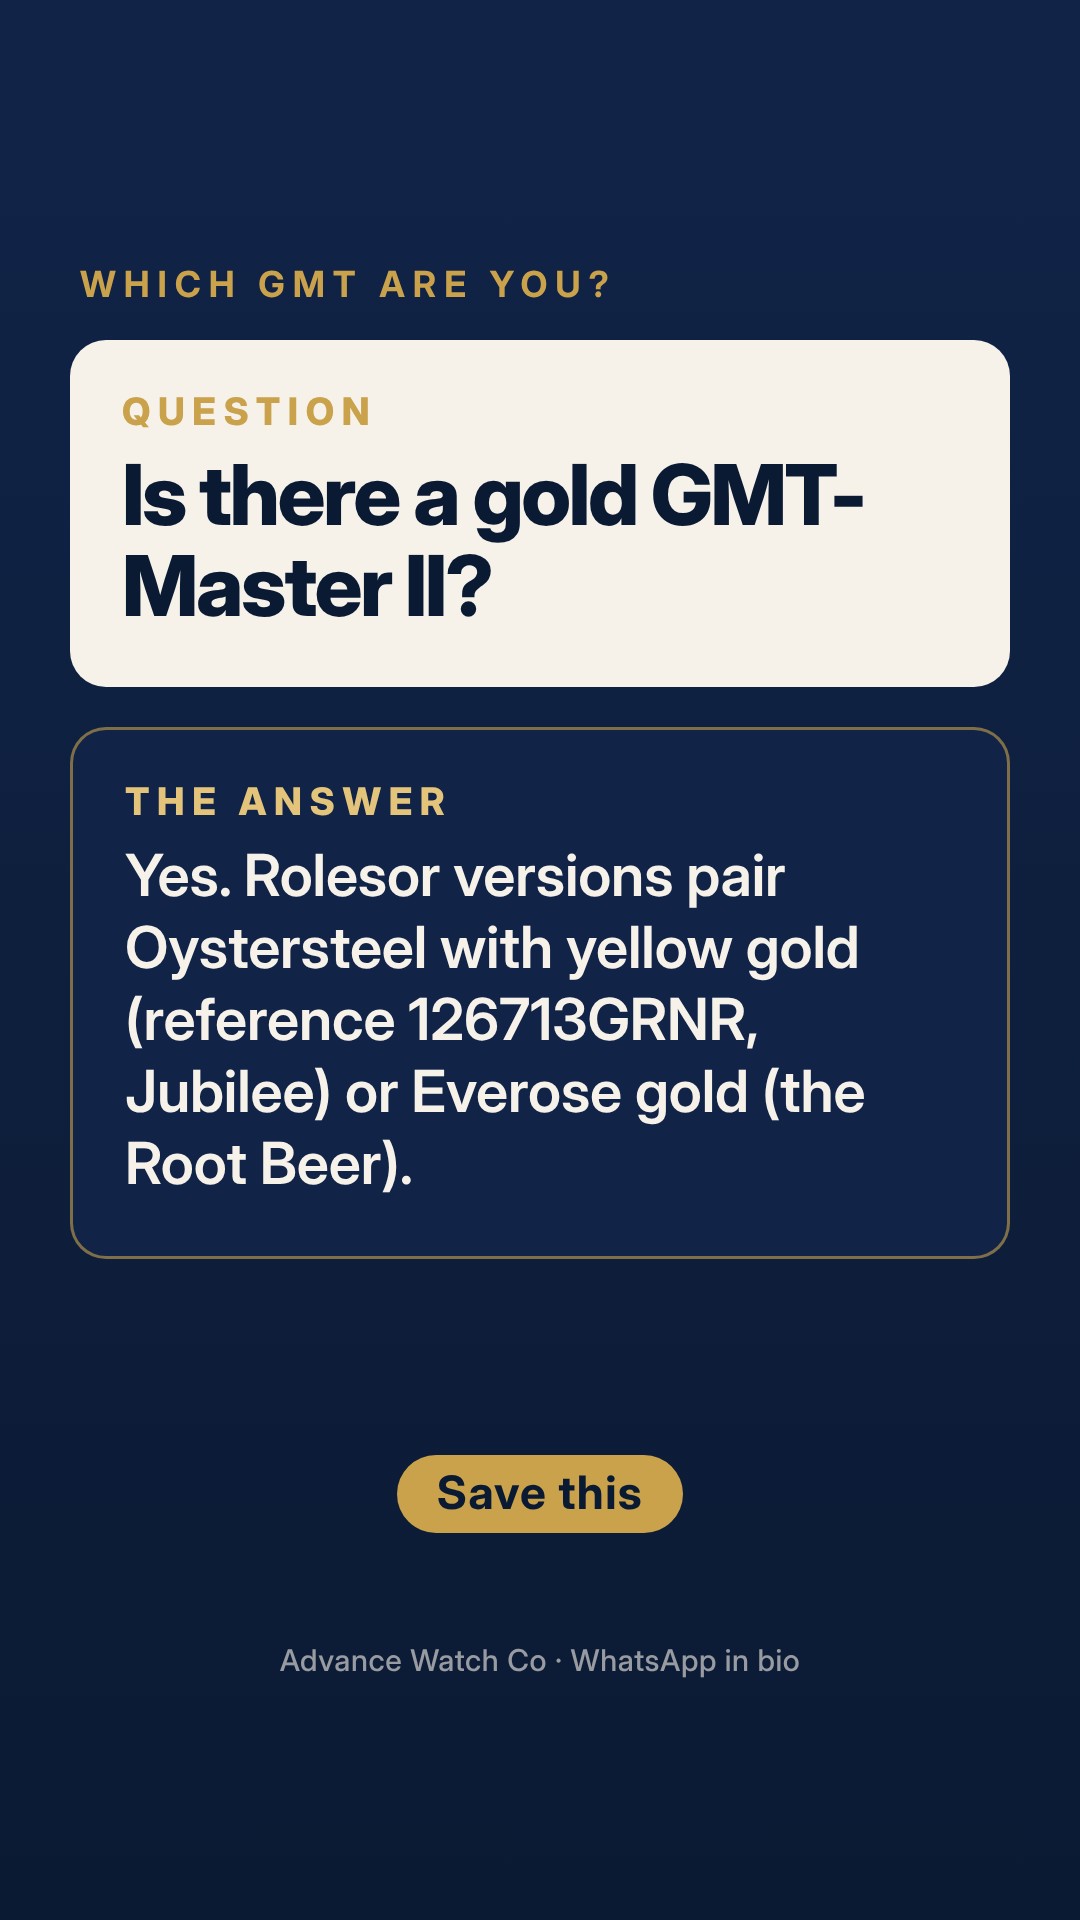 WHICH GMT ARE YOU?
QUESTION
Is there a gold GMT-
Master II?
THE ANSWER
Yes. Rolesor versions pair
Oystersteel with yellow gold
(reference 126713GRNR,
Jubilee) or Everose gold (the
Root Beer).
Save this
Advance Watch Co · WhatsApp in bio